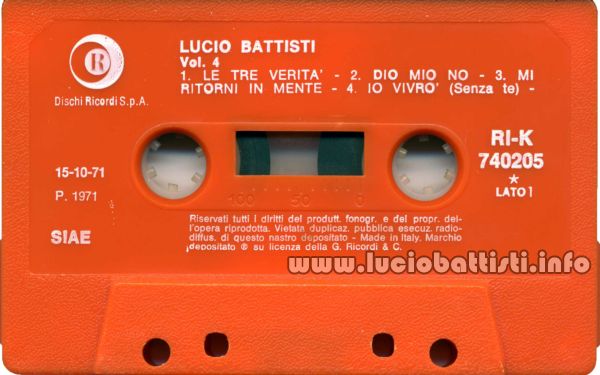 R
Dischi Ricordi S.p.A.
LUCIO BATTISTI
Vol. 4
1. LE TRE VERITA' - 2. DIO MIO NO - 3. MI
RITORNI IN MENTE - 4. IO VIVRO' (Senza te) -
15-10-71
P. 1971
SIAE
RI-K
740205
★
LATO 1
100 50 0
Riservati tutti i diritti dei produtt. fonogr. e dei propr. del-
l'opera riprodotta. Vietata duplicaz. pubblica esecuz. radio-
diffus. di questo nastro depositato - Made in Italy. Marchio
depositato ® su licenza della G. Ricordi & C.
www.luciobattisti.info